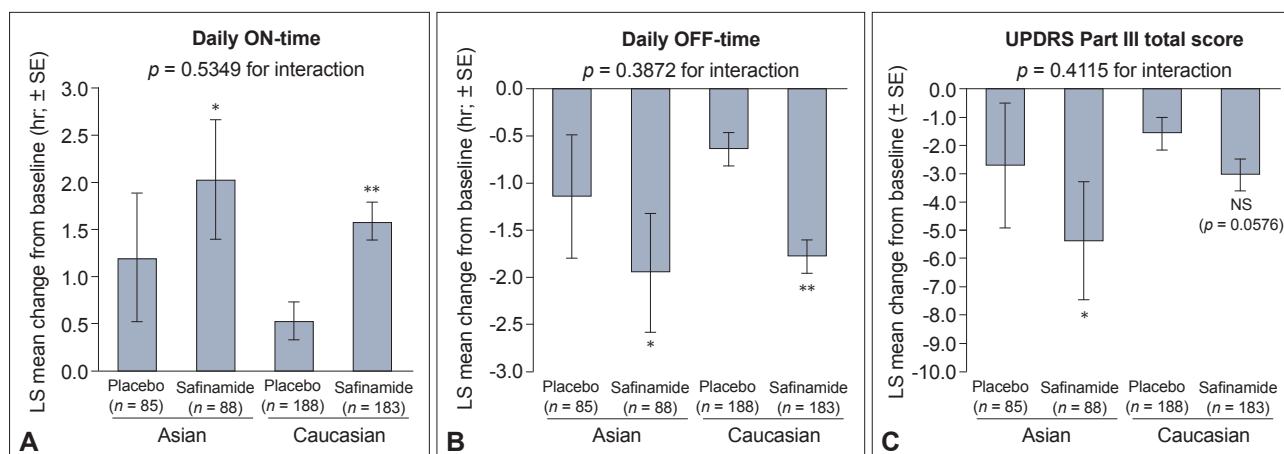 Daily ON-time
p = 0.5349 for interaction
LS mean change from baseline (hr; ± SE)
3.0
2.5
2.0
1.5
1.0
0.5
0.0
*
**
Placebo
(n = 85)
Safinamide
(n = 88)
Placebo
(n = 188)
Safinamide
(n = 183)
Asian
Caucasian
A
Daily OFF-time
p = 0.3872 for interaction
LS mean change from baseline (hr; ± SE)
-0.0
-0.5
-1.0
-1.5
-2.0
-2.5
-3.0
*
**
Placebo
(n = 85)
Safinamide
(n = 88)
Placebo
(n = 188)
Safinamide
(n = 183)
Asian
Caucasian
B
UPDRS Part III total score
p = 0.4115 for interaction
LS mean change from baseline (± SE)
0.0
-1.0
-2.0
-3.0
-4.0
-5.0
-6.0
-7.0
-8.0
-9.0
-10.0
*
NS
(p = 0.0576)
Placebo
(n = 85)
Safinamide
(n = 88)
Placebo
(n = 188)
Safinamide
(n = 183)
Asian
Caucasian
C